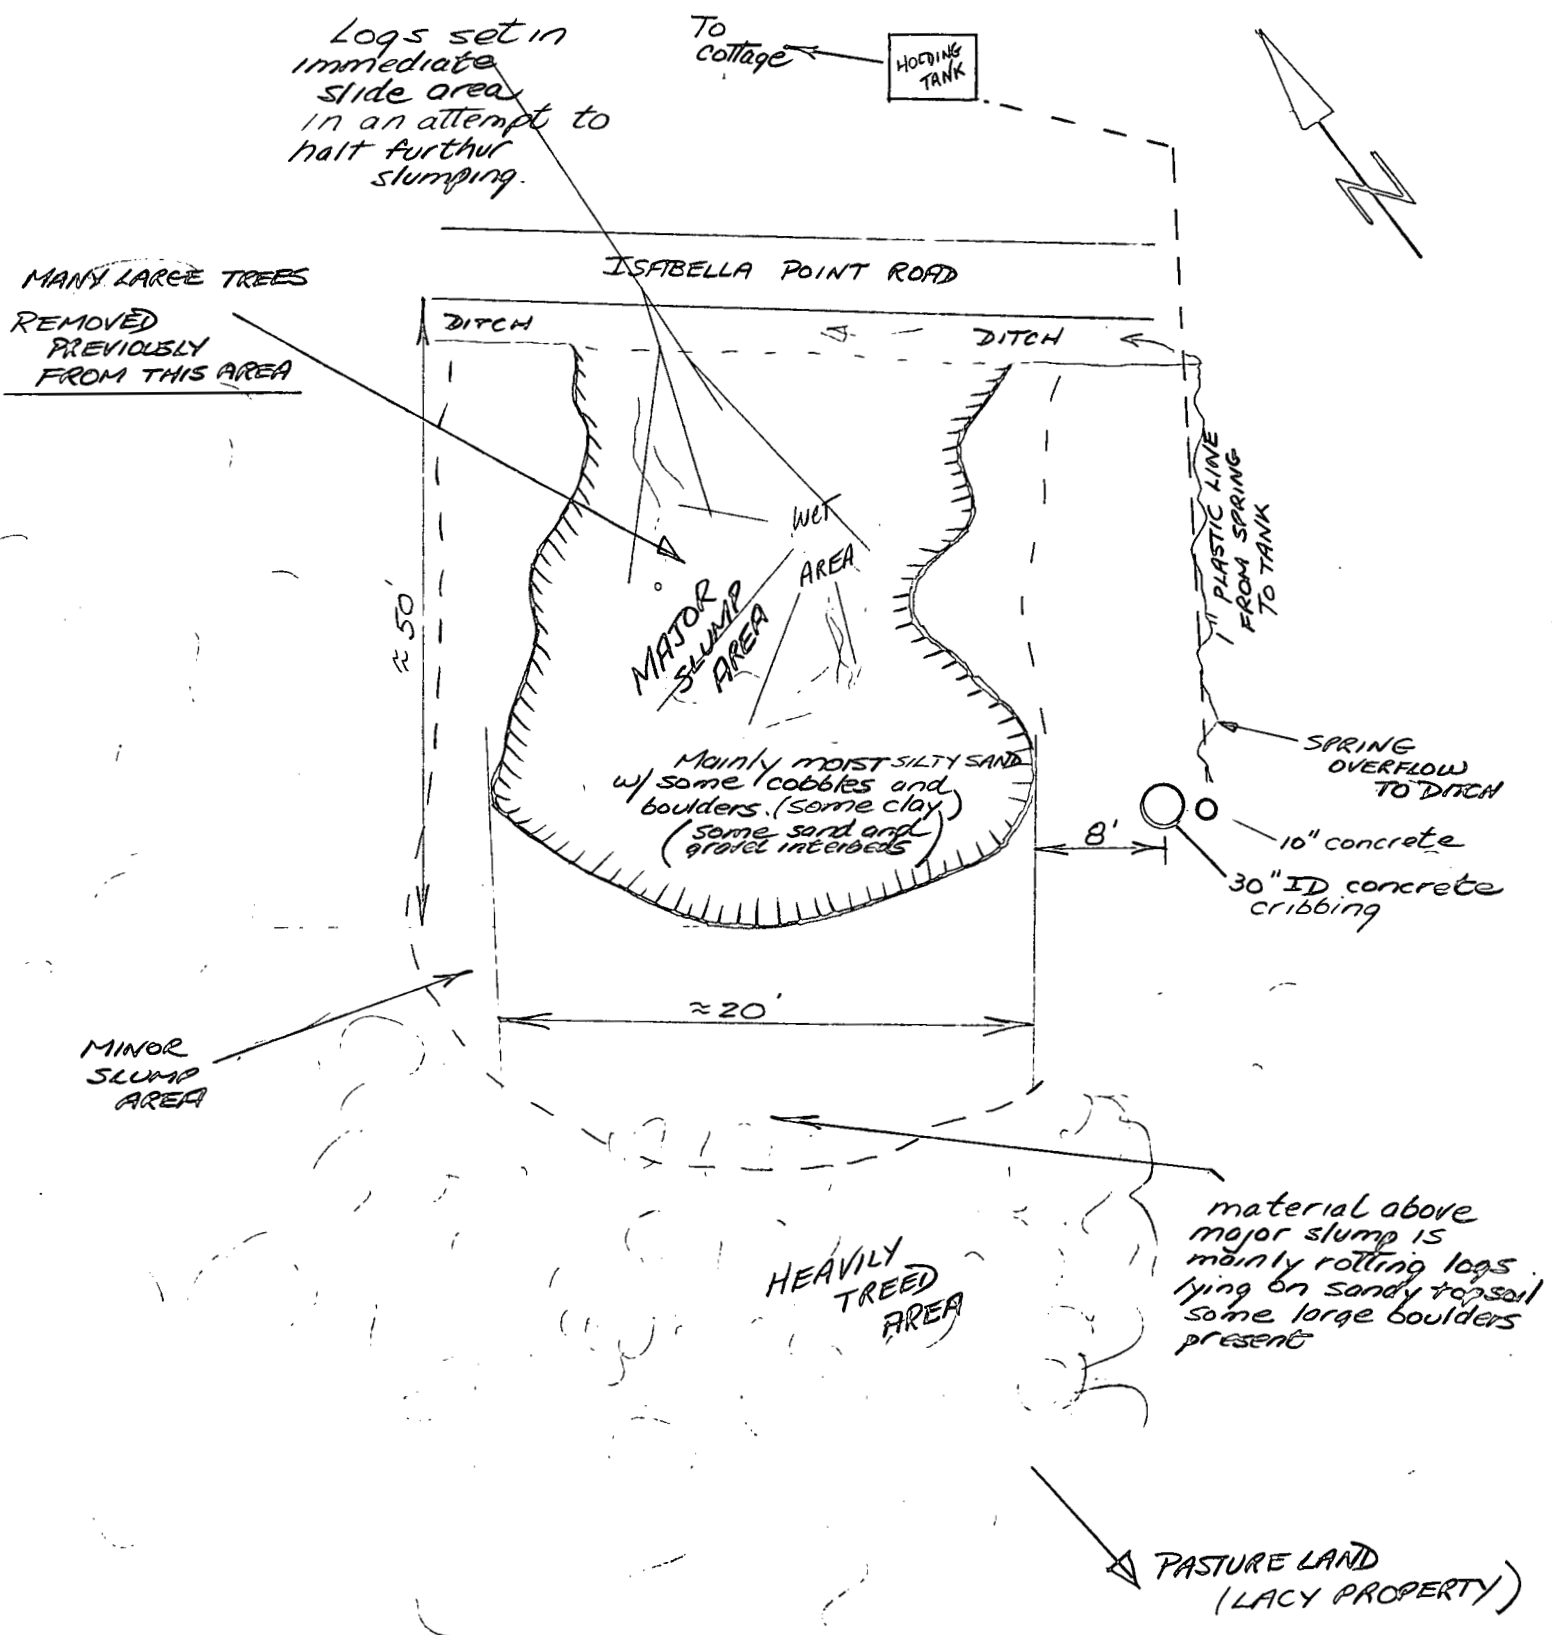 Logs set in
immediate
slide area
in an attempt to
halt furthur
slumping.
To
cottage
HOLDING
TANK
N
ISABELLA POINT ROAD
MANY LARGE TREES
REMOVED
PREVIOUSLY
FROM THIS AREA
DITCH
DITCH
1" PLASTIC LINE
FROM SPRING
TO TANK
≈ 50'
WET
AREA
MAJOR
SLUMP
AREA
Mainly moist SILTY SAND
w/ some cobbles and
boulders. (some clay)
(some sand and
gravel interbeds)
SPRING
OVERFLOW
TO DITCH
8'
10" concrete
30" ID concrete
cribbing
≈ 20'
MINOR
SLUMP
AREA
material above
major slump is
mainly rotting logs
lying on sandy topsoil
some large boulders
present
HEAVILY
TREED
AREA
PASTURE LAND
(LACY PROPERTY)